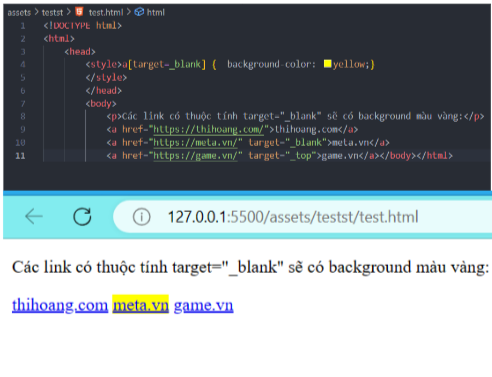 assets > testst > test.html > html
1 <!DOCTYPE html>
2 <html>
3 <head>
4 <style>a[target=_blank] { background-color: yellow;}
5 </style>
6 </head>
7 <body>
8 <p>Các link có thuộc tính target="_blank" sẽ có background màu vàng:</p>
9 <a href="https://thihoang.com/">thihoang.com</a>
10 <a href="https://meta.vn/" target="_blank">meta.vn</a>
11 <a href="https://game.vn/" target="_top">game.vn</a></body></html>
127.0.0.1:5500/assets/testst/test.html
Các link có thuộc tính target="_blank" sẽ có background màu vàng:
thihoang.com meta.vn game.vn